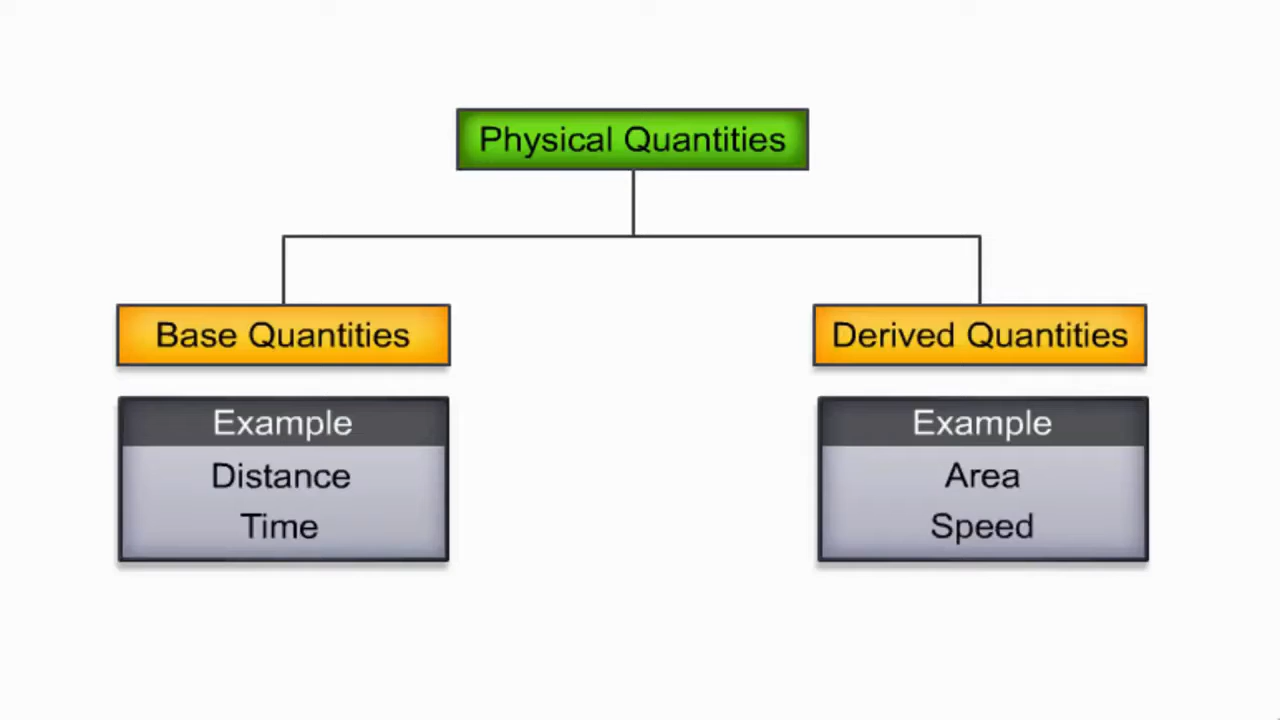 Physical Quantities
Base Quantities
Derived Quantities
Example
Distance
Time
Example
Area
Speed